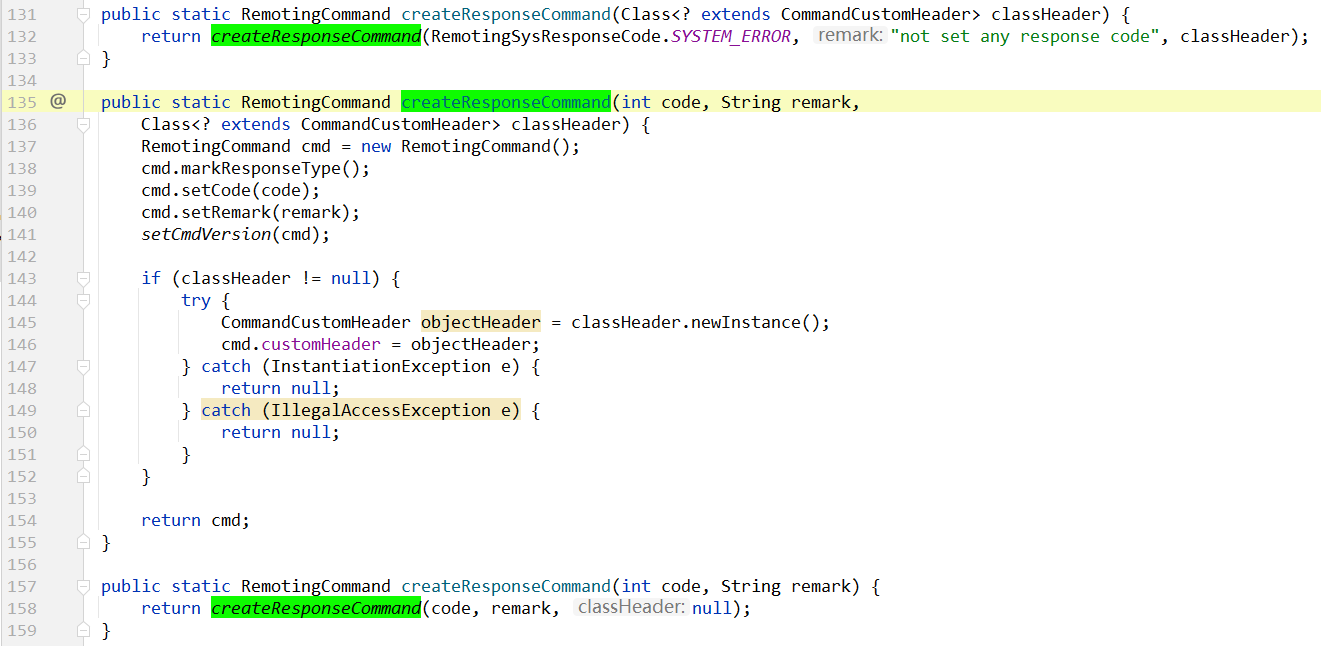 131 public static RemotingCommand createResponseCommand(Class<? extends CommandCustomHeader> classHeader) {
132 return createResponseCommand(RemotingSysResponseCode.SYSTEM_ERROR, remark: "not set any response code", classHeader);
133 }
134
135 @ public static RemotingCommand createResponseCommand(int code, String remark,
136 Class<? extends CommandCustomHeader> classHeader) {
137 RemotingCommand cmd = new RemotingCommand();
138 cmd.markResponseType();
139 cmd.setCode(code);
140 cmd.setRemark(remark);
141 setCmdVersion(cmd);
142
143 if (classHeader != null) {
144 try {
145 CommandCustomHeader objectHeader = classHeader.newInstance();
146 cmd.customHeader = objectHeader;
147 } catch (InstantiationException e) {
148 return null;
149 } catch (IllegalAccessException e) {
150 return null;
151 }
152 }
153
154 return cmd;
155 }
156
157 public static RemotingCommand createResponseCommand(int code, String remark) {
158 return createResponseCommand(code, remark, classHeader: null);
159 }